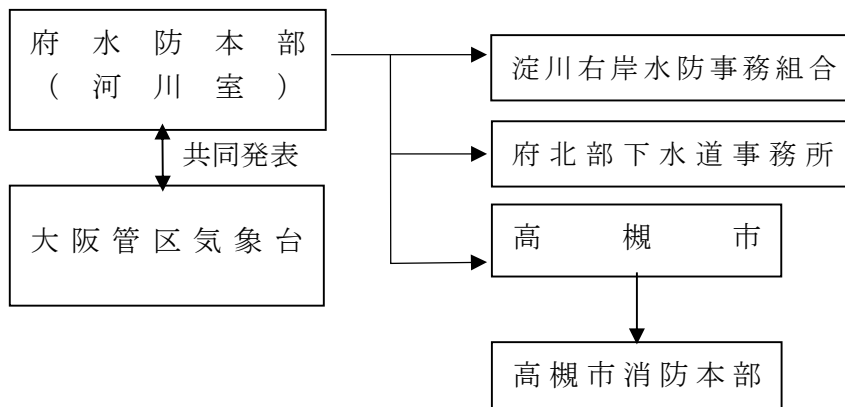 府水防本部
(河川室)
共同発表
大阪管区気象台
淀川右岸水防事務組合
府北部下水道事務所
高槻市
高槻市消防本部